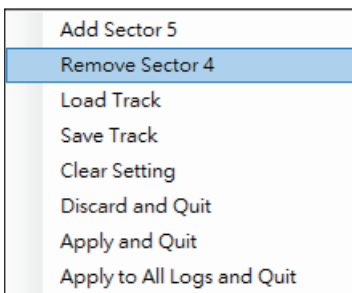 Add Sector 5
Remove Sector 4
Load Track
Save Track
Clear Setting
Discard and Quit
Apply and Quit
Apply to All Logs and Quit